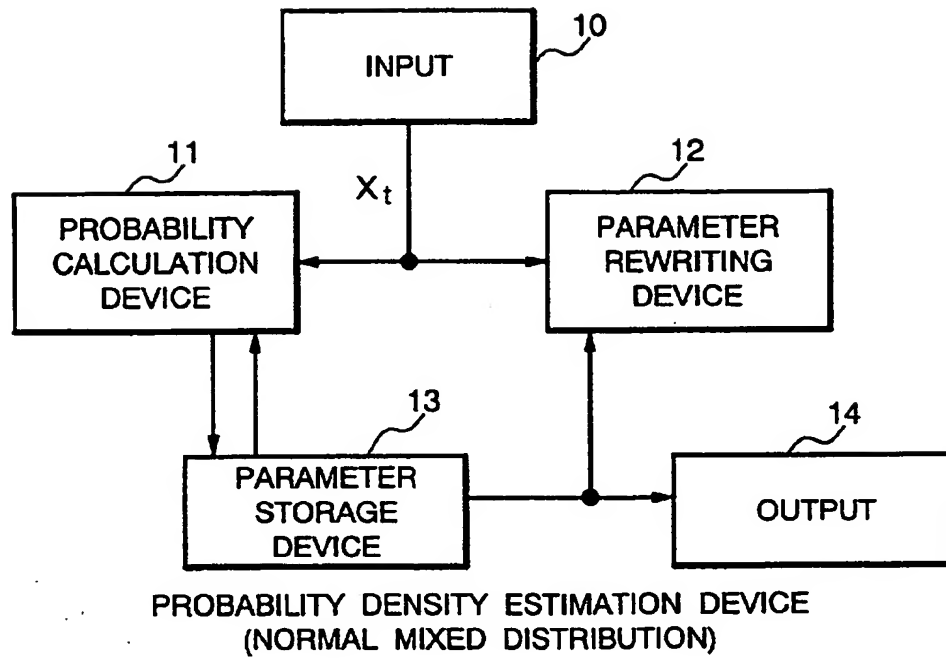 10
INPUT
11
X_t
12
PROBABILITY
CALCULATION
DEVICE
PARAMETER
REWRITING
DEVICE
13
14
PARAMETER
STORAGE
DEVICE
OUTPUT
PROBABILITY DENSITY ESTIMATION DEVICE
(NORMAL MIXED DISTRIBUTION)